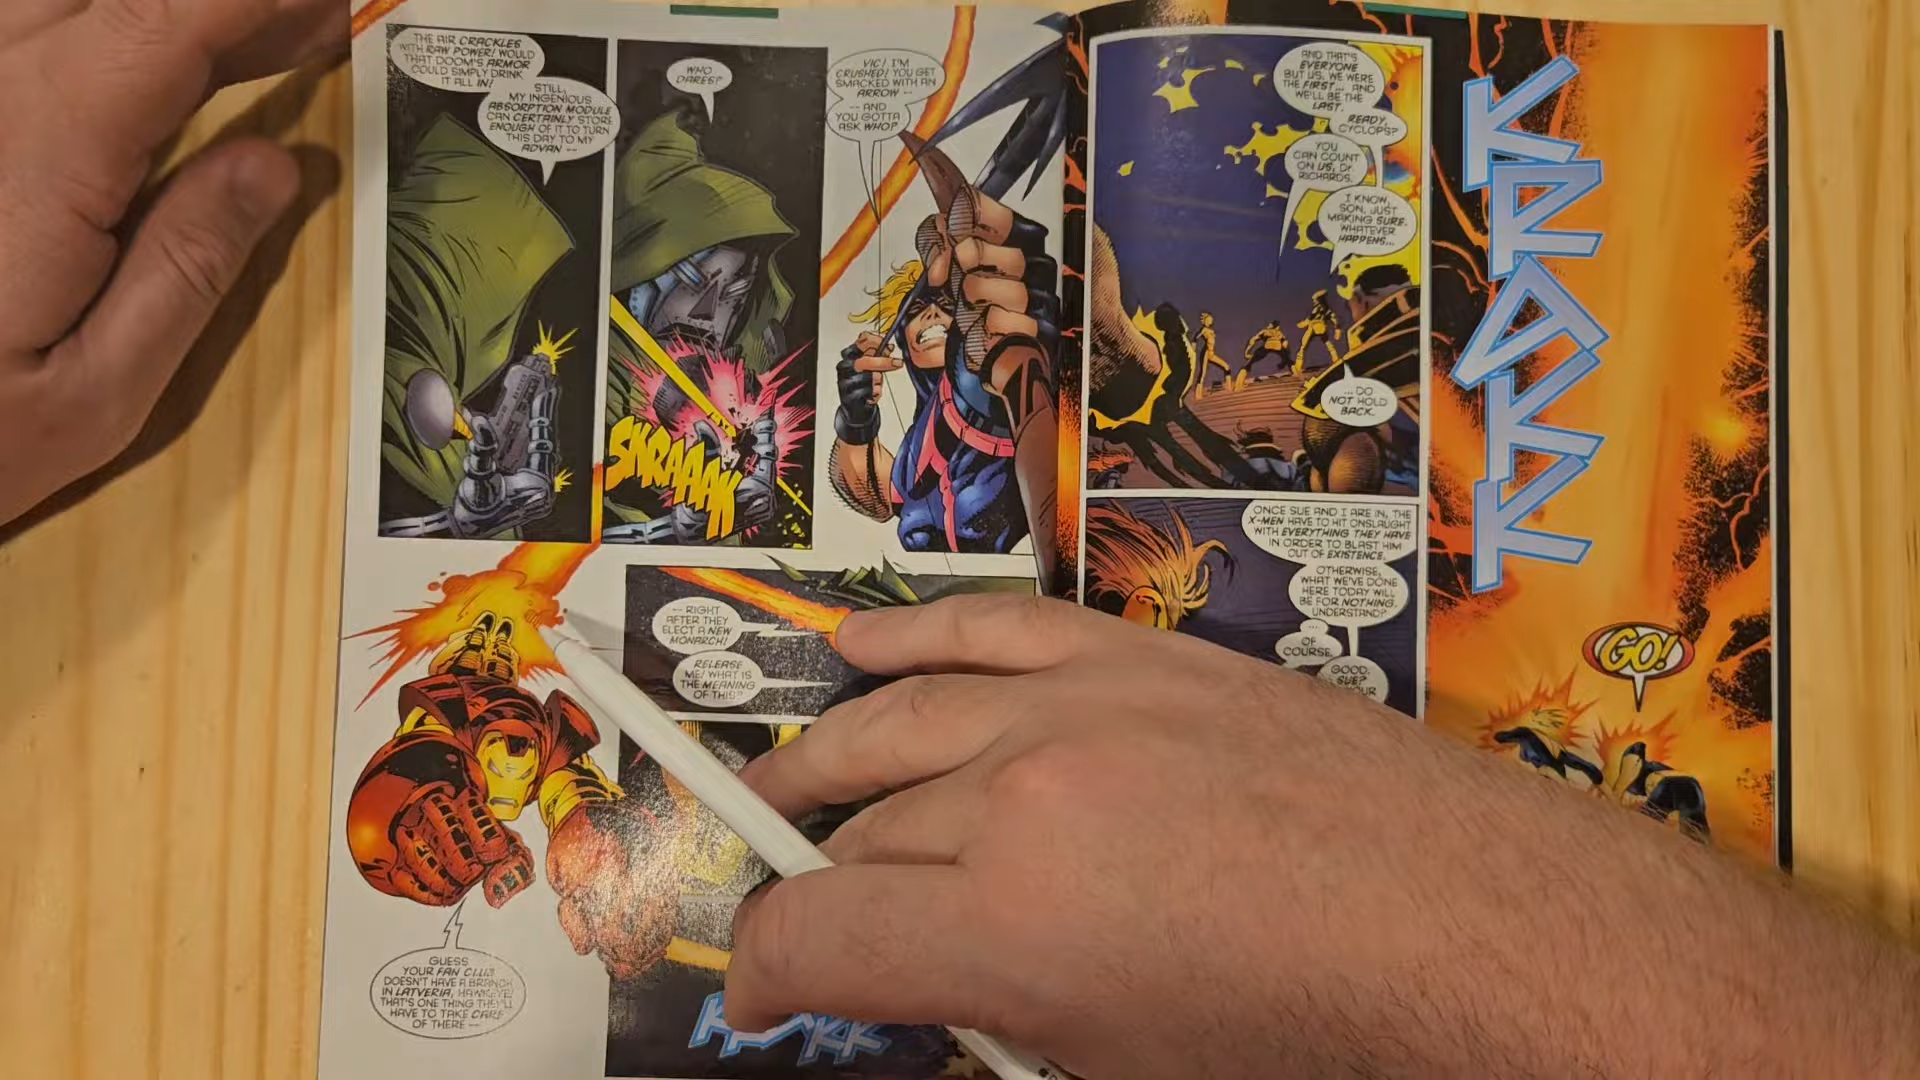 THE AIR CRACKLES
WITH RAW POWER! WOULD
THAT DOOM'S ARMOR
COULD SIMPLY DRINK
IT ALL IN!
STILL,
MY INGENIOUS
ABSORPTION MODULE
CAN CERTAINLY STORE
ENOUGH OF IT TO TURN
THIS DAY TO MY
ADVAN --
WHO
DARES?
SKRAAAK
VIC! I'M
CRUSHED! YOU GET
SMACKED WITH AN
ARROW --
-- AND
YOU GOTTA
ASK WHO?
GUESS
YOUR FAN CLUB
DOESN'T HAVE A BRANCH
IN LATVERIA, HAWKEYE!
THAT'S ONE THING THEY'LL
HAVE TO TAKE CARE
OF THERE --
-- RIGHT
AFTER THEY
ELECT A NEW
MONARCH!
RELEASE
ME! WHAT IS
THE MEANING
OF THIS?
AND THAT'S
EVERYONE
BUT US. WE WERE
THE FIRST... AND
WE'LL BE THE
LAST.
READY,
CYCLOPS?
YOU
CAN COUNT
ON US, DR.
RICHARDS.
I KNOW,
SON. JUST
MAKING SURE.
WHATEVER
HAPPENS...
... DO
NOT HOLD
BACK.
ONCE SUE AND I ARE IN, THE
X-MEN HAVE TO HIT ONSLAUGHT
WITH EVERYTHING THEY HAVE
IN ORDER TO BLAST HIM
OUT OF EXISTENCE.
OTHERWISE,
WHAT WE'VE DONE
HERE TODAY WILL
BE FOR NOTHING.
UNDERSTAND?
...
OF
COURSE.
GOOD.
SUE?
KROKK
GO!